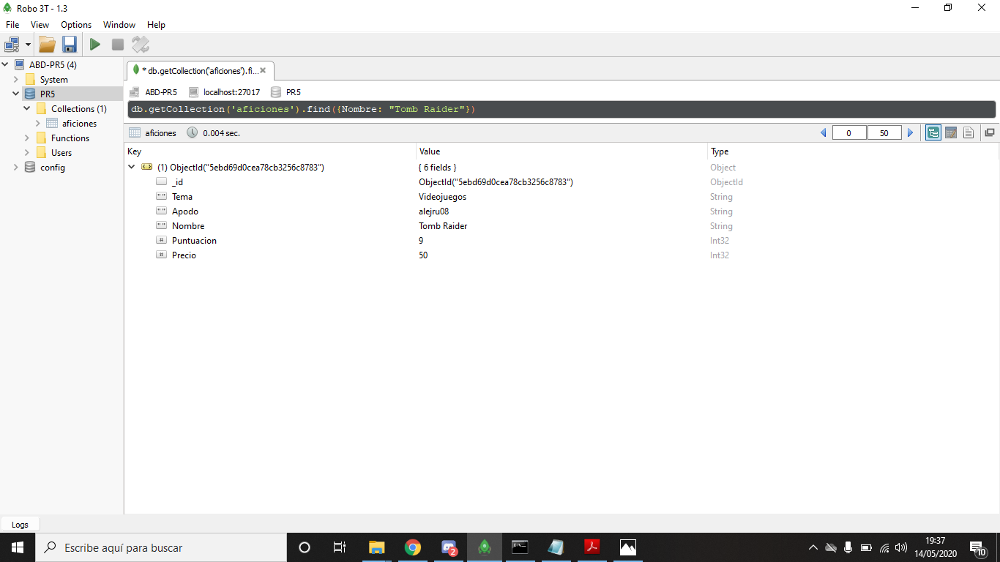 Robo 3T - 1.3
File View Options Window Help
ABD-PR5 (4)
System
PR5
Collections (1)
aficiones
Functions
Users
config
* db.getCollection('aficiones').fi...
ABD-PR5 localhost:27017 PR5
db.getCollection('aficiones').find({Nombre: "Tomb Raider"})
aficiones 0.004 sec. 0 50
Key Value Type
(1) ObjectId("5ebd69d0cea78cb3256c8783") { 6 fields } Object
_id ObjectId("5ebd69d0cea78cb3256c8783") ObjectId
Tema Videojuegos String
Apodo alejru08 String
Nombre Tomb Raider String
Puntuacion 9 Int32
Precio 50 Int32
Logs
Escribe aquí para buscar
2
19:37
14/05/2020
10